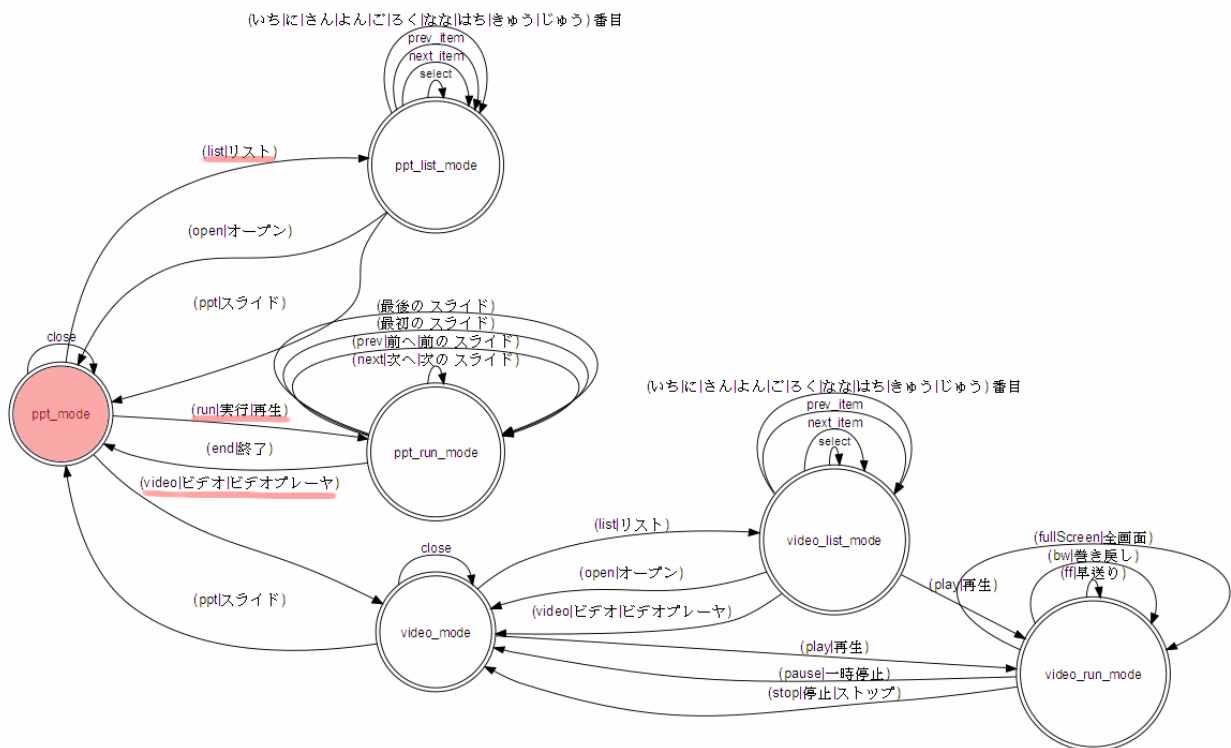 (いち|に|さん|よん|ご|ろく|なな|はち|きゅう|じゅう) 番目
prev_item
next_item
select
ppt_list_mode
(list|リスト)
(open|オープン)
(ppt|スライド)
(最後の スライド)
(最初の スライド)
(prev|前へ|前の スライド)
(next|次へ|次の スライド)
close
ppt_mode
(run|実行|再生)
(end|終了)
ppt_run_mode
(video|ビデオ|ビデオプレーヤ)
(いち|に|さん|よん|ご|ろく|なな|はち|きゅう|じゅう) 番目
prev_item
next_item
select
video_list_mode
(list|リスト)
(open|オープン)
(video|ビデオ|ビデオプレーヤ)
close
(ppt|スライド)
video_mode
(play|再生)
(fullScreen|全画面)
(bw|巻き戻し)
(ff|早送り)
(play|再生)
(pause|一時停止)
(stop|停止|ストップ)
video_run_mode